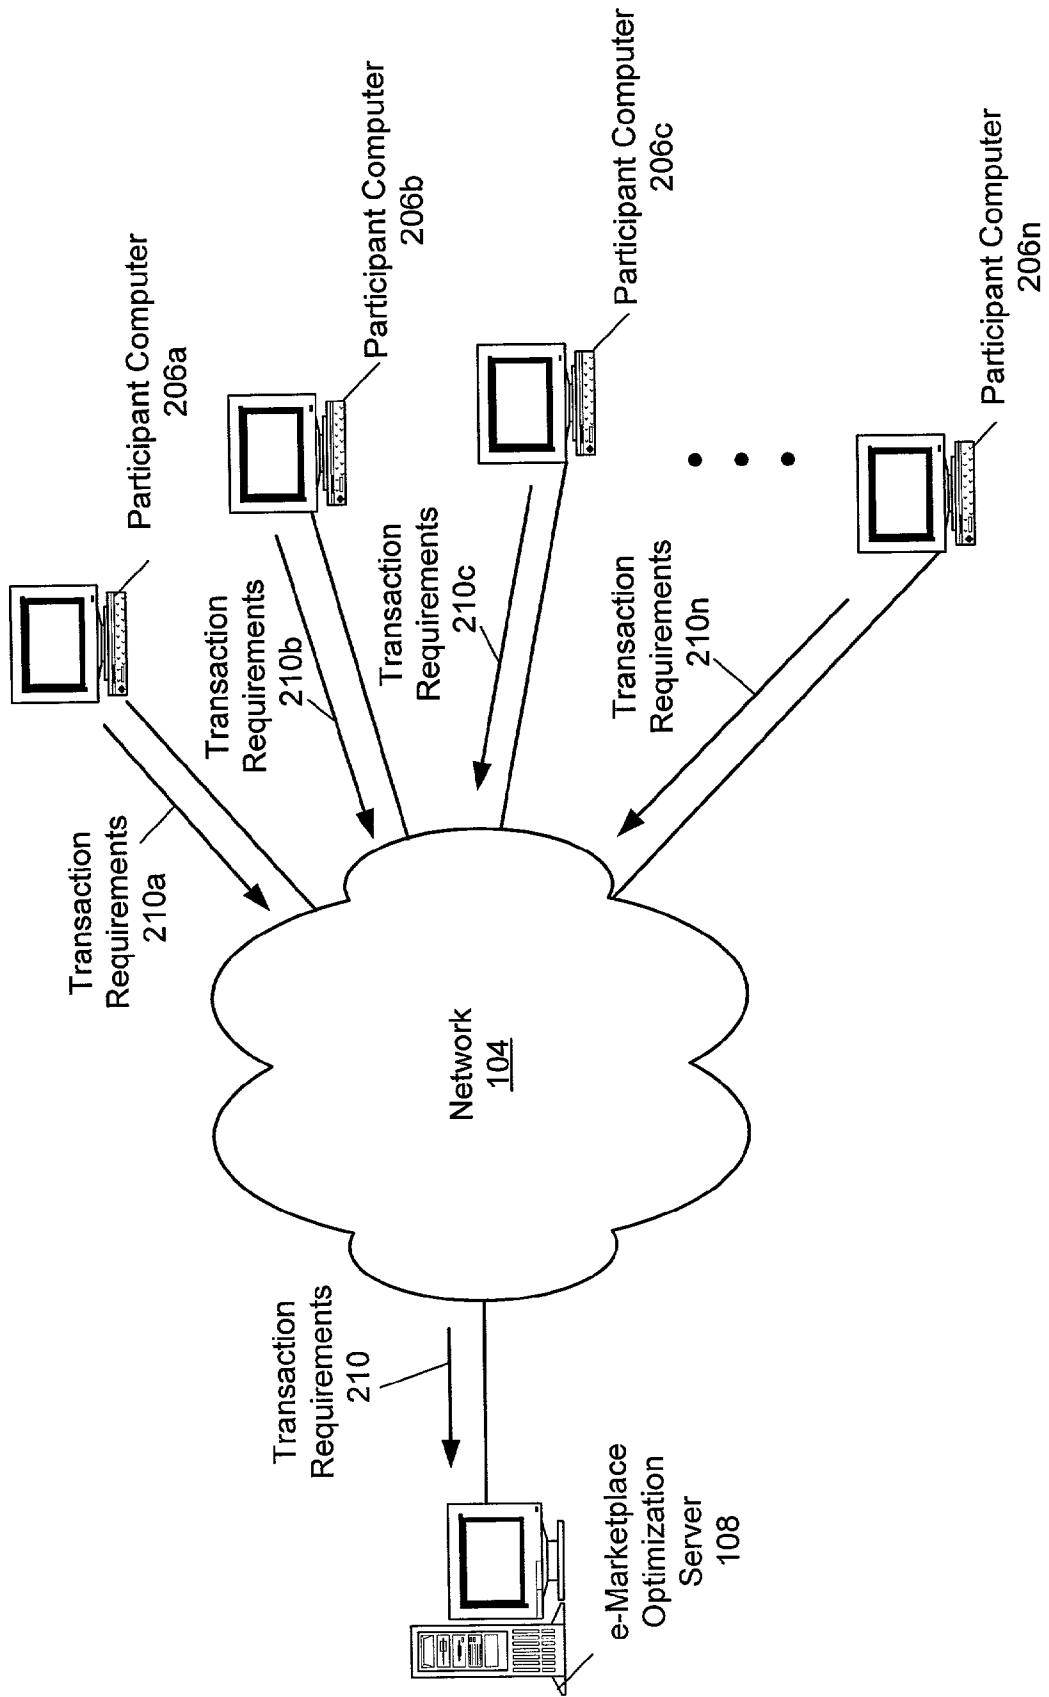 Participant Computer
206a
Participant Computer
206b
Participant Computer
206c
Participant Computer
206n
Transaction
Requirements
210a
Transaction
Requirements
210b
Transaction
Requirements
210c
Transaction
Requirements
210n
Network
104
Transaction
Requirements
210
e-Marketplace
Optimization
Server
108